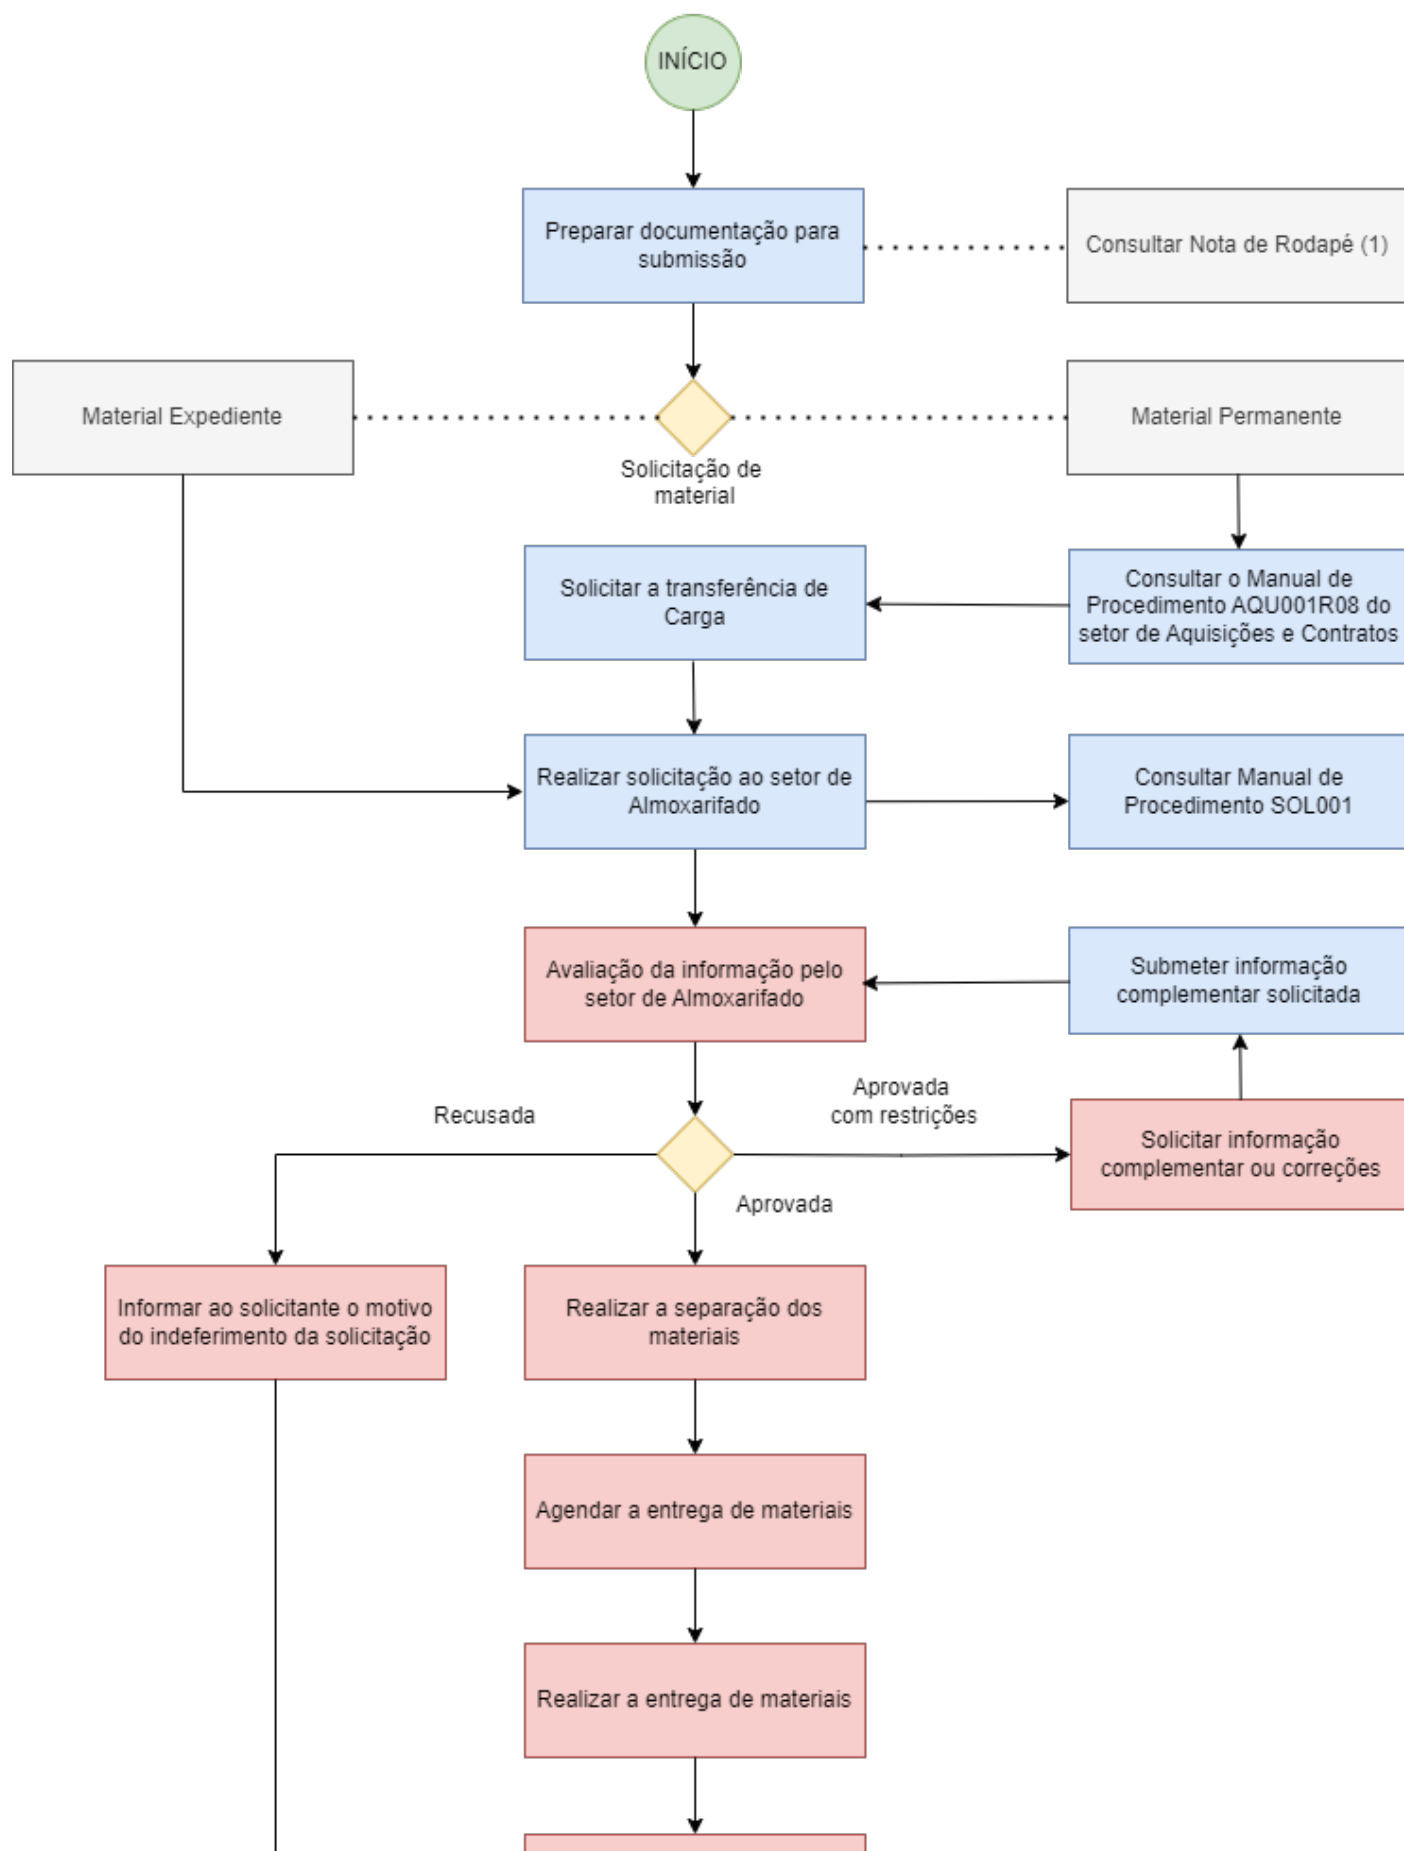 INÍCIO
Preparar documentação para
submissão
Consultar Nota de Rodapé (1)
Material Expediente
Material Permanente
Solicitação de
material
Solicitar a transferência de
Carga
Consultar o Manual de
Procedimento AQU001R08 do
setor de Aquisições e Contratos
Realizar solicitação ao setor de
Almoxarifado
Consultar Manual de
Procedimento SOL001
Avaliação da informação pelo
setor de Almoxarifado
Submeter informação
complementar solicitada
Recusada
Aprovada
com restrições
Solicitar informação
complementar ou correções
Aprovada
Informar ao solicitante o motivo
do indeferimento da solicitação
Realizar a separação dos
materiais
Agendar a entrega de materiais
Realizar a entrega de materiais